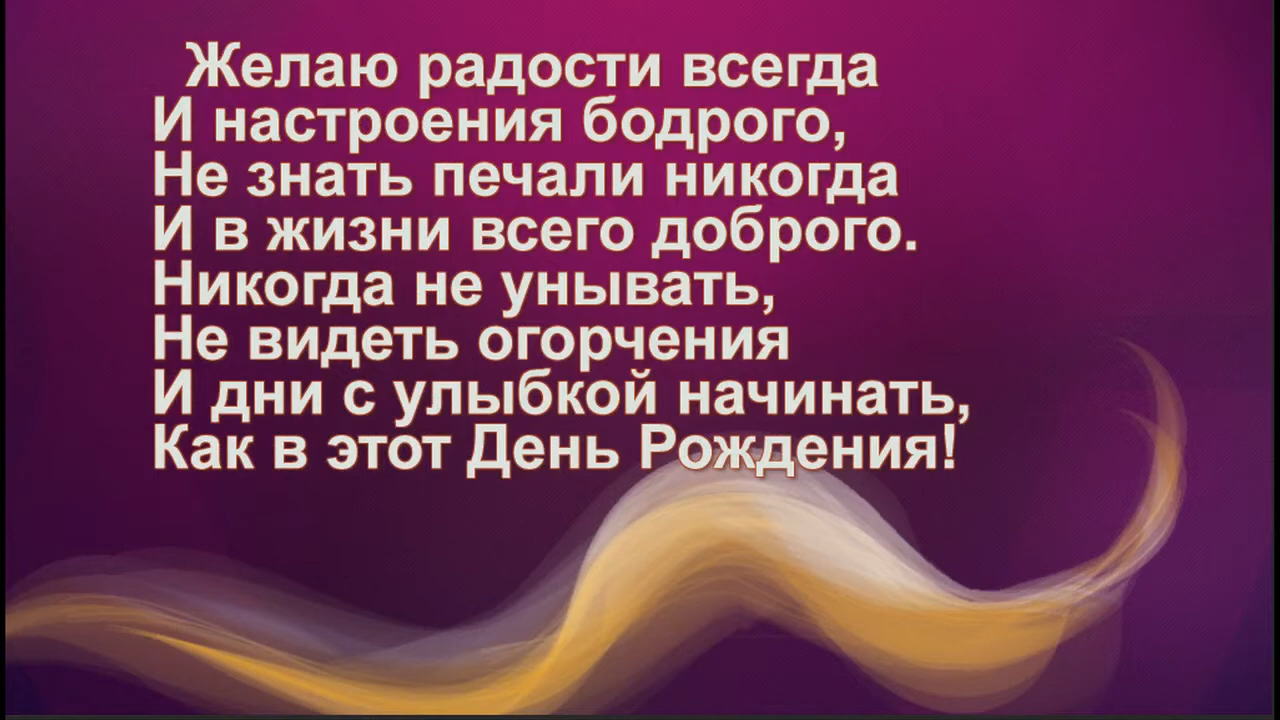 Желаю радости всегда
И настроения бодрого,
Не знать печали никогда
И в жизни всего доброго.
Никогда не унывать,
Не видеть огорчения
И дни с улыбкой начинать,
Как в этот День Рождения!